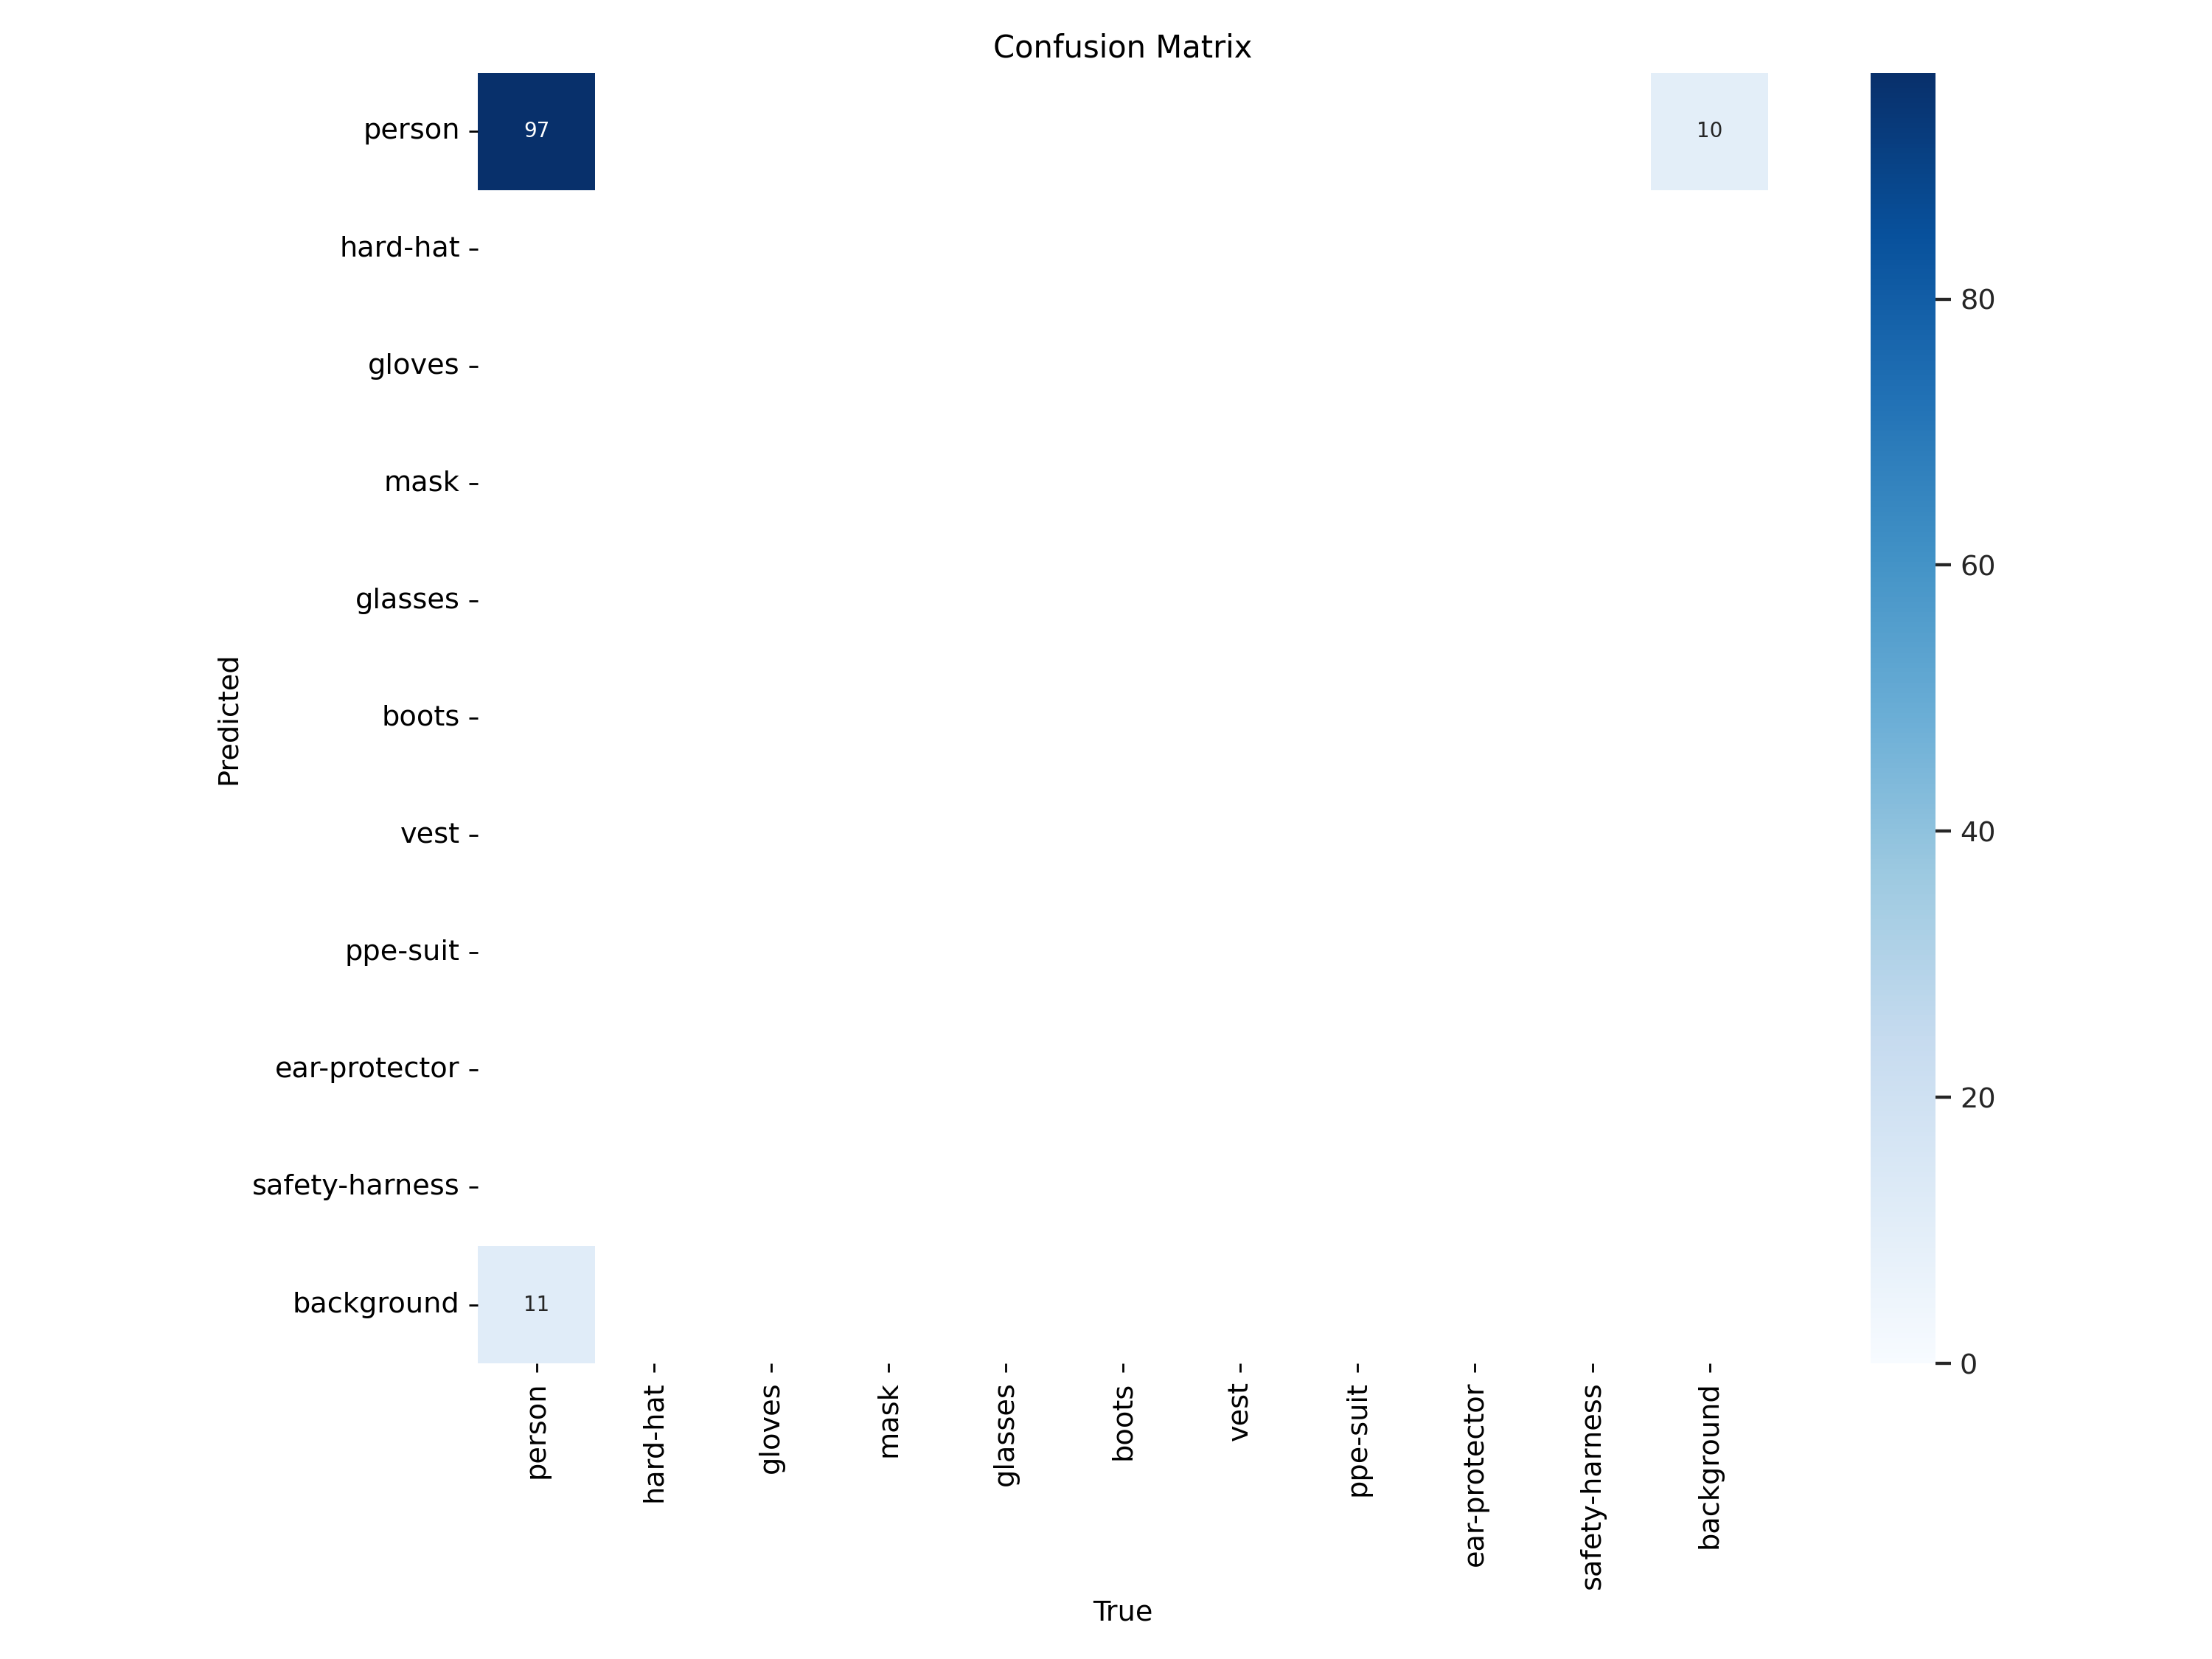 Confusion Matrix
person
97
10
hard-hat
gloves
mask
glasses
boots
vest
ppe-suit
ear-protector
safety-harness
background
11
Predicted
person
hard-hat
gloves
mask
glasses
boots
vest
ppe-suit
ear-protector
safety-harness
background
True
80
60
40
20
0